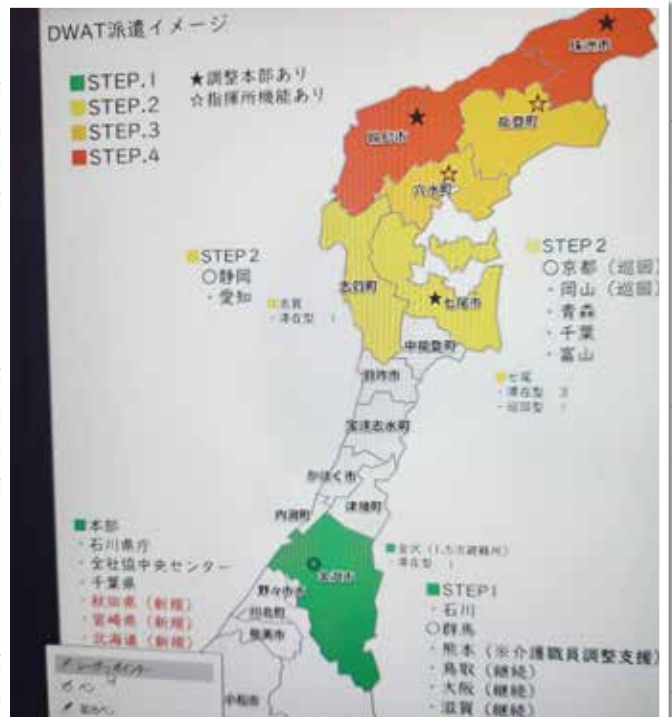 DWAT派遣イメージ
■STEP.1
■STEP.2
■STEP.3
■STEP.4
★調整本部あり
☆指揮所機能あり
珠洲市
輪島市
能登町
穴水町
■STEP2
○静岡
・愛知
■志賀
・滞在型 1
志賀町
七尾市
中能登町
■STEP2
○京都（巡回）
・岡山（巡回）
・青森
・千葉
・富山
■七尾
・滞在型 3
・巡回型 1
羽咋市
宝達志水町
かほく市
津幡町
内灘町
■金沢（1.5次避難所）
・滞在型 1
金沢市
野々市市
川北町
能美市
小松市
■本部
・石川県庁
・全社協中央センター
・千葉県
・秋田県（新規）
・宮崎県（新規）
・北海道（新規）
■STEP1
・石川
○群馬
・熊本（※介護職員調整支援）
・鳥取（継続）
・大阪（継続）
・滋賀（継続）
レーザーポインター
ペン
蛍光ペン